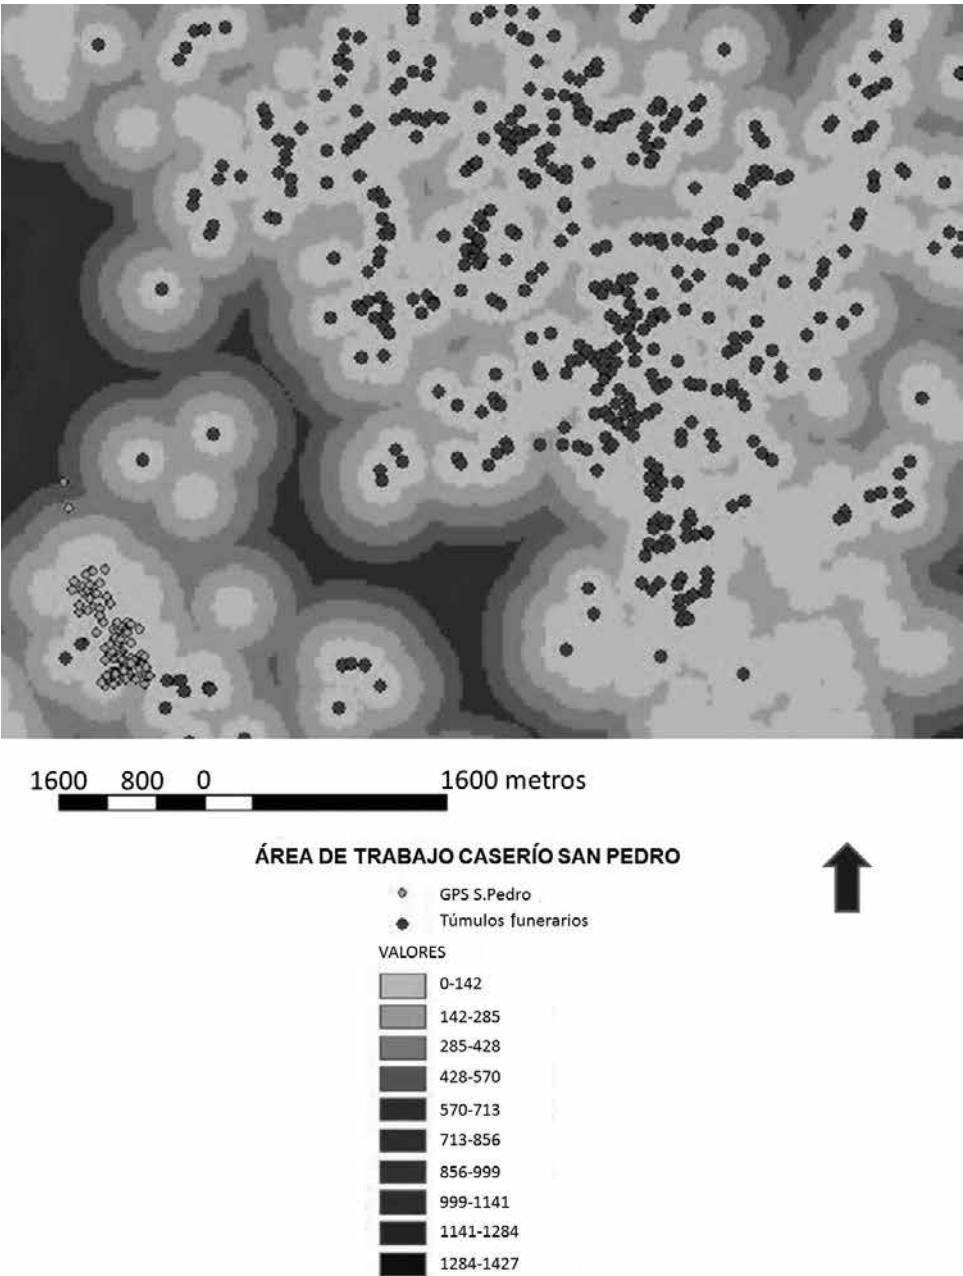 1600 800 0 1600 metros
ÁREA DE TRABAJO CASERÍO SAN PEDRO
GPS S.Pedro
Túmulos funerarios
VALORES
0-142
142-285
285-428
428-570
570-713
713-856
856-999
999-1141
1141-1284
1284-1427